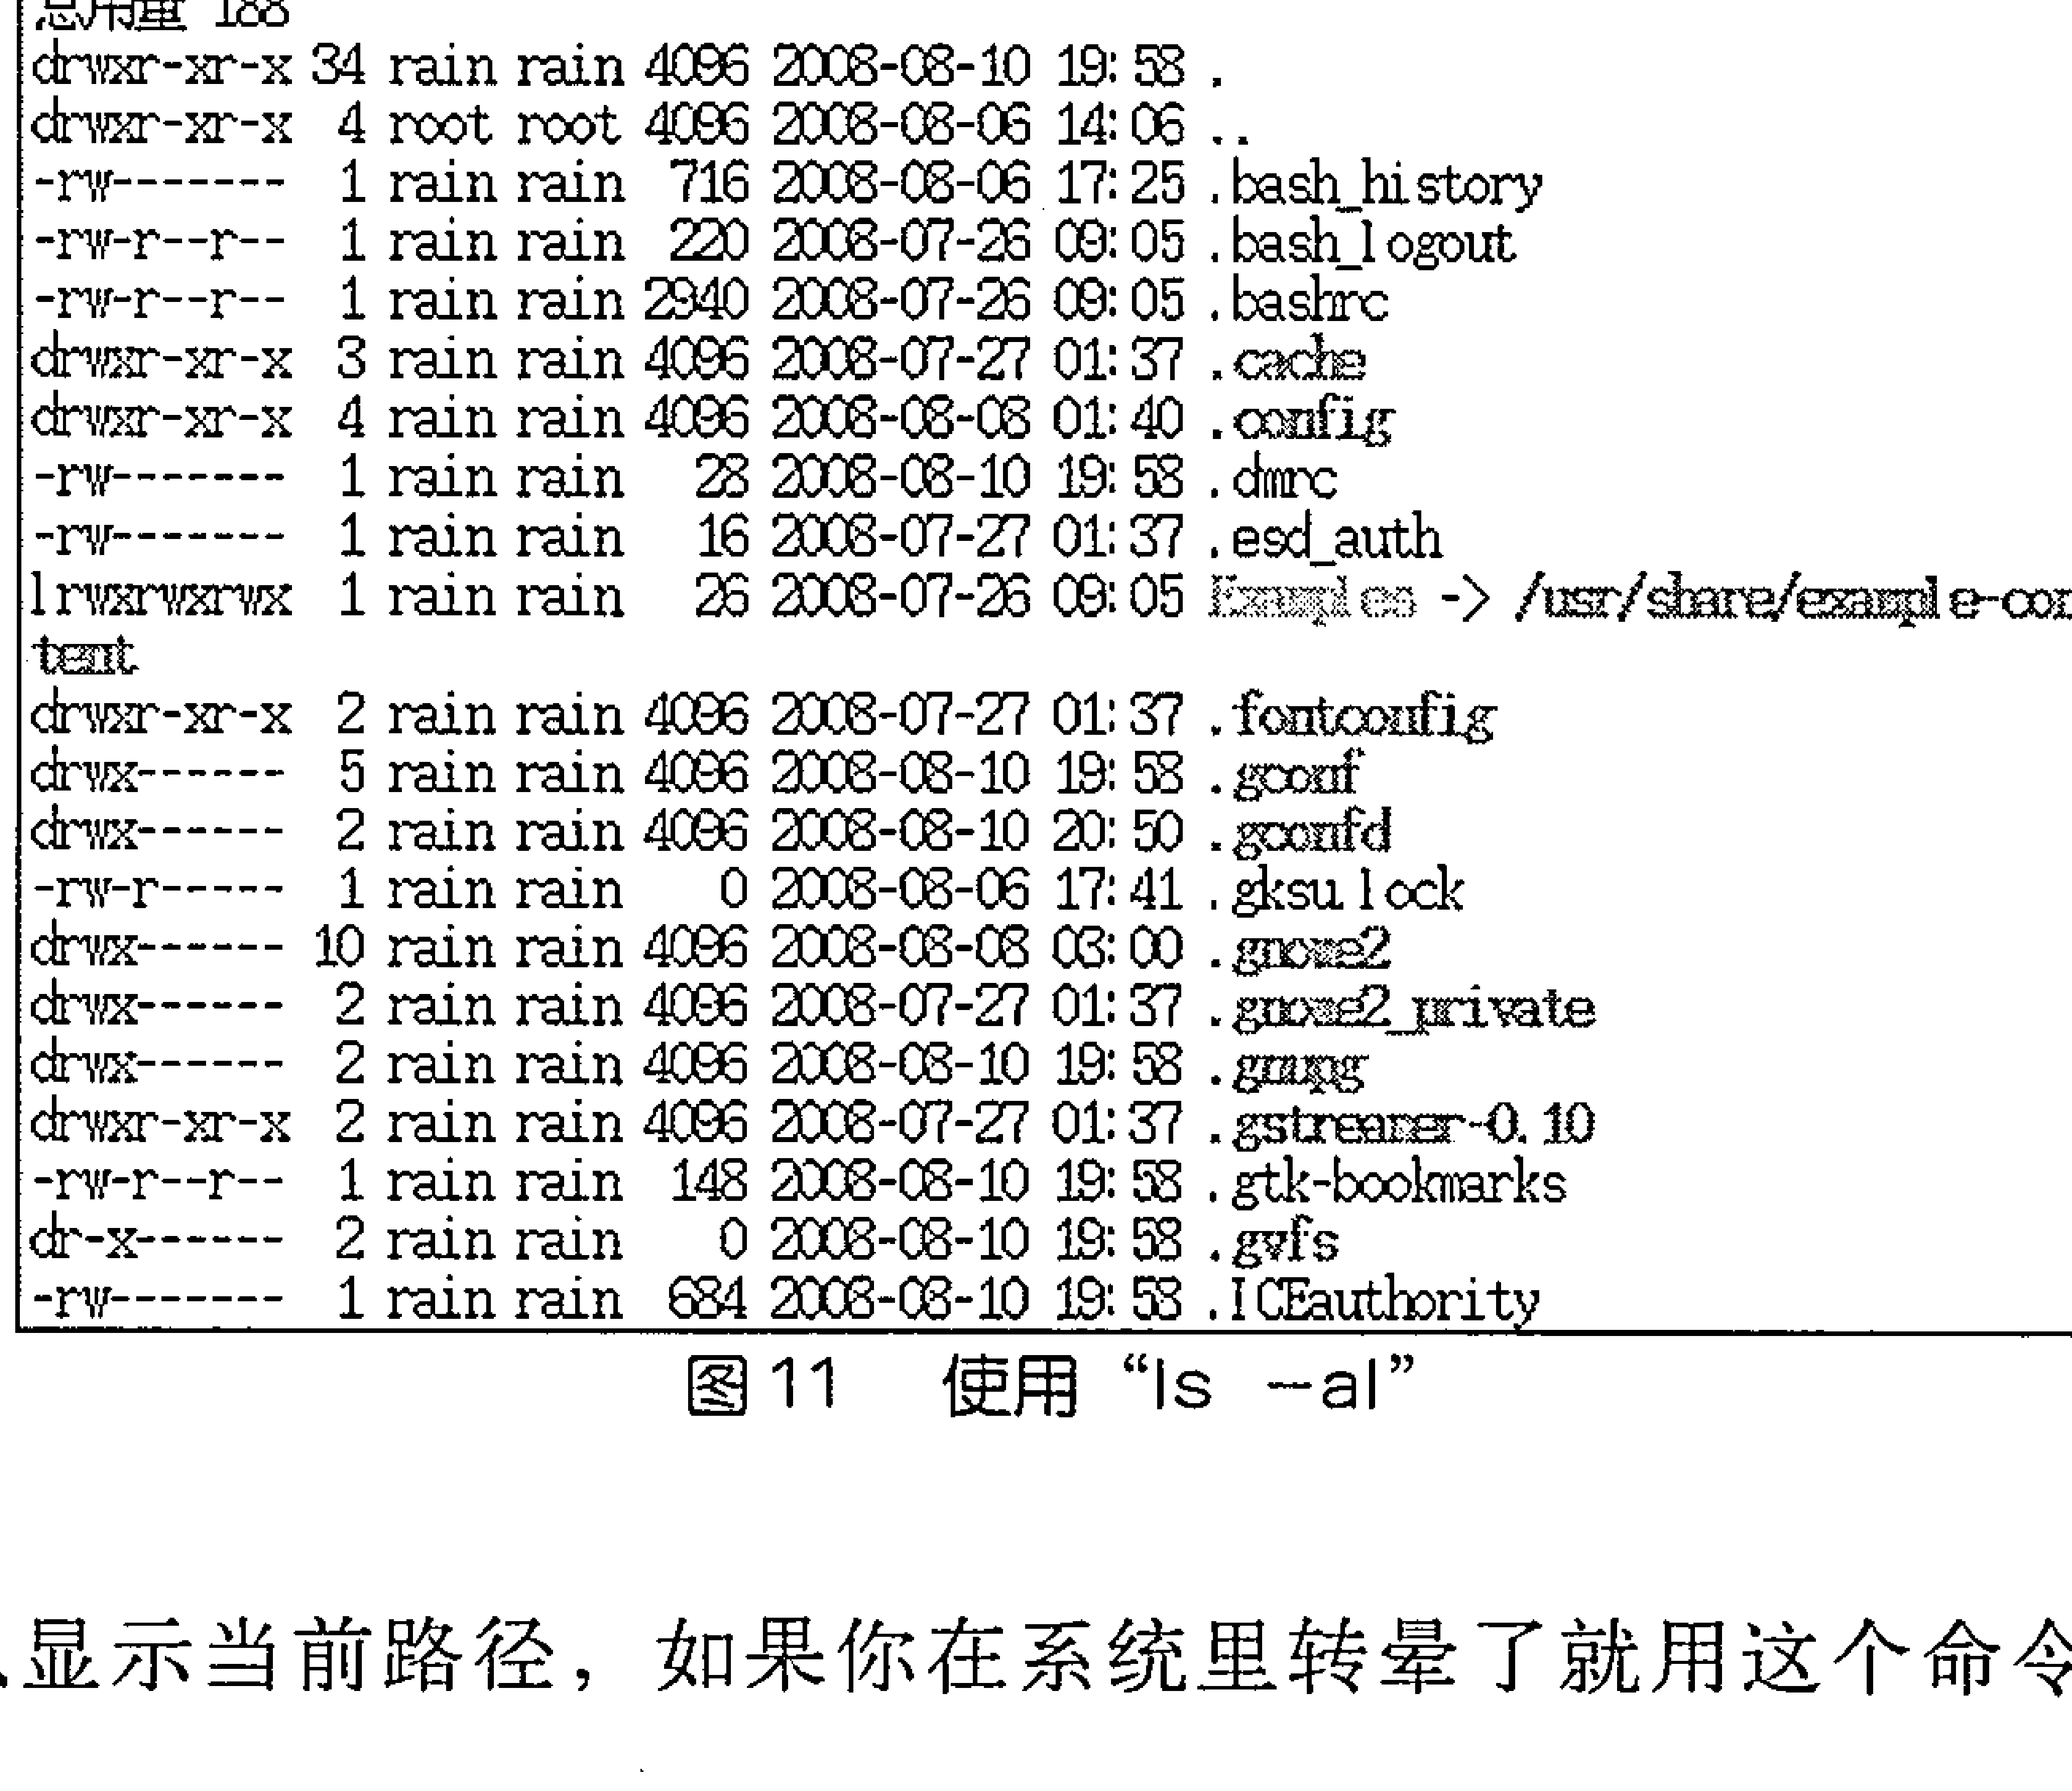 总用量 188
drwxr-xr-x 34 rain rain 4096 2008-08-10 19:58 .
drwxr-xr-x 4 root root 4096 2008-08-06 14:06 ..
-rw------- 1 rain rain 716 2008-08-06 17:25 .bash_history
-rw-r--r-- 1 rain rain 220 2008-07-26 09:05 .bash_logout
-rw-r--r-- 1 rain rain 2940 2008-07-26 09:05 .bashrc
drwxr-xr-x 3 rain rain 4096 2008-07-27 01:37 .cache
drwxr-xr-x 4 rain rain 4096 2008-08-08 01:40 .config
-rw------- 1 rain rain 28 2008-08-10 19:58 .dmrc
-rw------- 1 rain rain 16 2008-07-27 01:37 .esd_auth
lrwxrwxrwx 1 rain rain 26 2008-07-26 09:05 Examples -> /usr/share/example-con
tent
drwxr-xr-x 2 rain rain 4096 2008-07-27 01:37 .fontconfig
drwx------ 5 rain rain 4096 2008-08-10 19:58 .gconf
drwx------ 2 rain rain 4096 2008-08-10 20:50 .gconfd
-rw-r----- 1 rain rain 0 2008-08-06 17:41 .gksu.lock
drwx------ 10 rain rain 4096 2008-08-08 03:00 .gnome2
drwx------ 2 rain rain 4096 2008-07-27 01:37 .gnome2_private
drwx------ 2 rain rain 4096 2008-08-10 19:58 .gnupg
drwxr-xr-x 2 rain rain 4096 2008-07-27 01:37 .gstreamer-0.10
-rw-r--r-- 1 rain rain 148 2008-08-10 19:58 .gtk-bookmarks
dr-x------ 2 rain rain 0 2008-08-10 19:58 .gvfs
-rw------- 1 rain rain 684 2008-08-10 19:58 .ICEauthority
图11 使用“ls -al”
显示当前路径，如果你在系统里转晕了就用这个命令